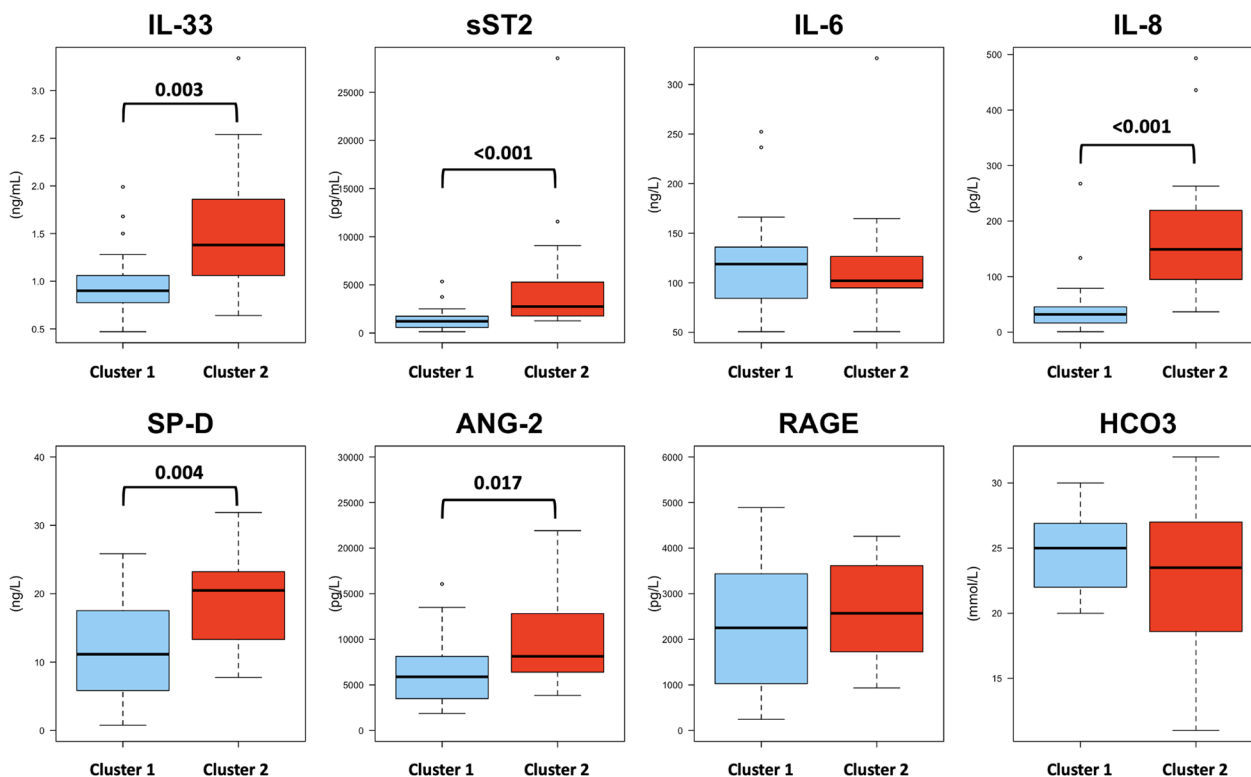 IL-33
sST2
IL-6
IL-8
(ng/mL)
3.0
2.5
2.0
1.5
1.0
0.5
0.003
Cluster 1
Cluster 2
(pg/mL)
25000
20000
15000
10000
5000
0
<0.001
Cluster 1
Cluster 2
(ng/L)
300
250
200
150
100
50
Cluster 1
Cluster 2
(pg/L)
500
400
300
200
100
0
<0.001
Cluster 1
Cluster 2
SP-D
ANG-2
RAGE
HCO3
(ng/L)
40
30
20
10
0
0.004
Cluster 1
Cluster 2
(pg/L)
30000
25000
20000
15000
10000
5000
0
0.017
Cluster 1
Cluster 2
(pg/L)
6000
5000
4000
3000
2000
1000
0
Cluster 1
Cluster 2
(mmol/L)
30
25
20
15
Cluster 1
Cluster 2